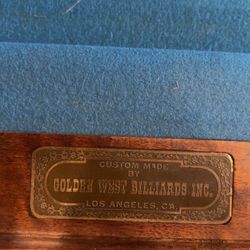 CUSTOM MADE
BY
GOLDEN WEST BILLIARDS INC.
LOS ANGELES, CA